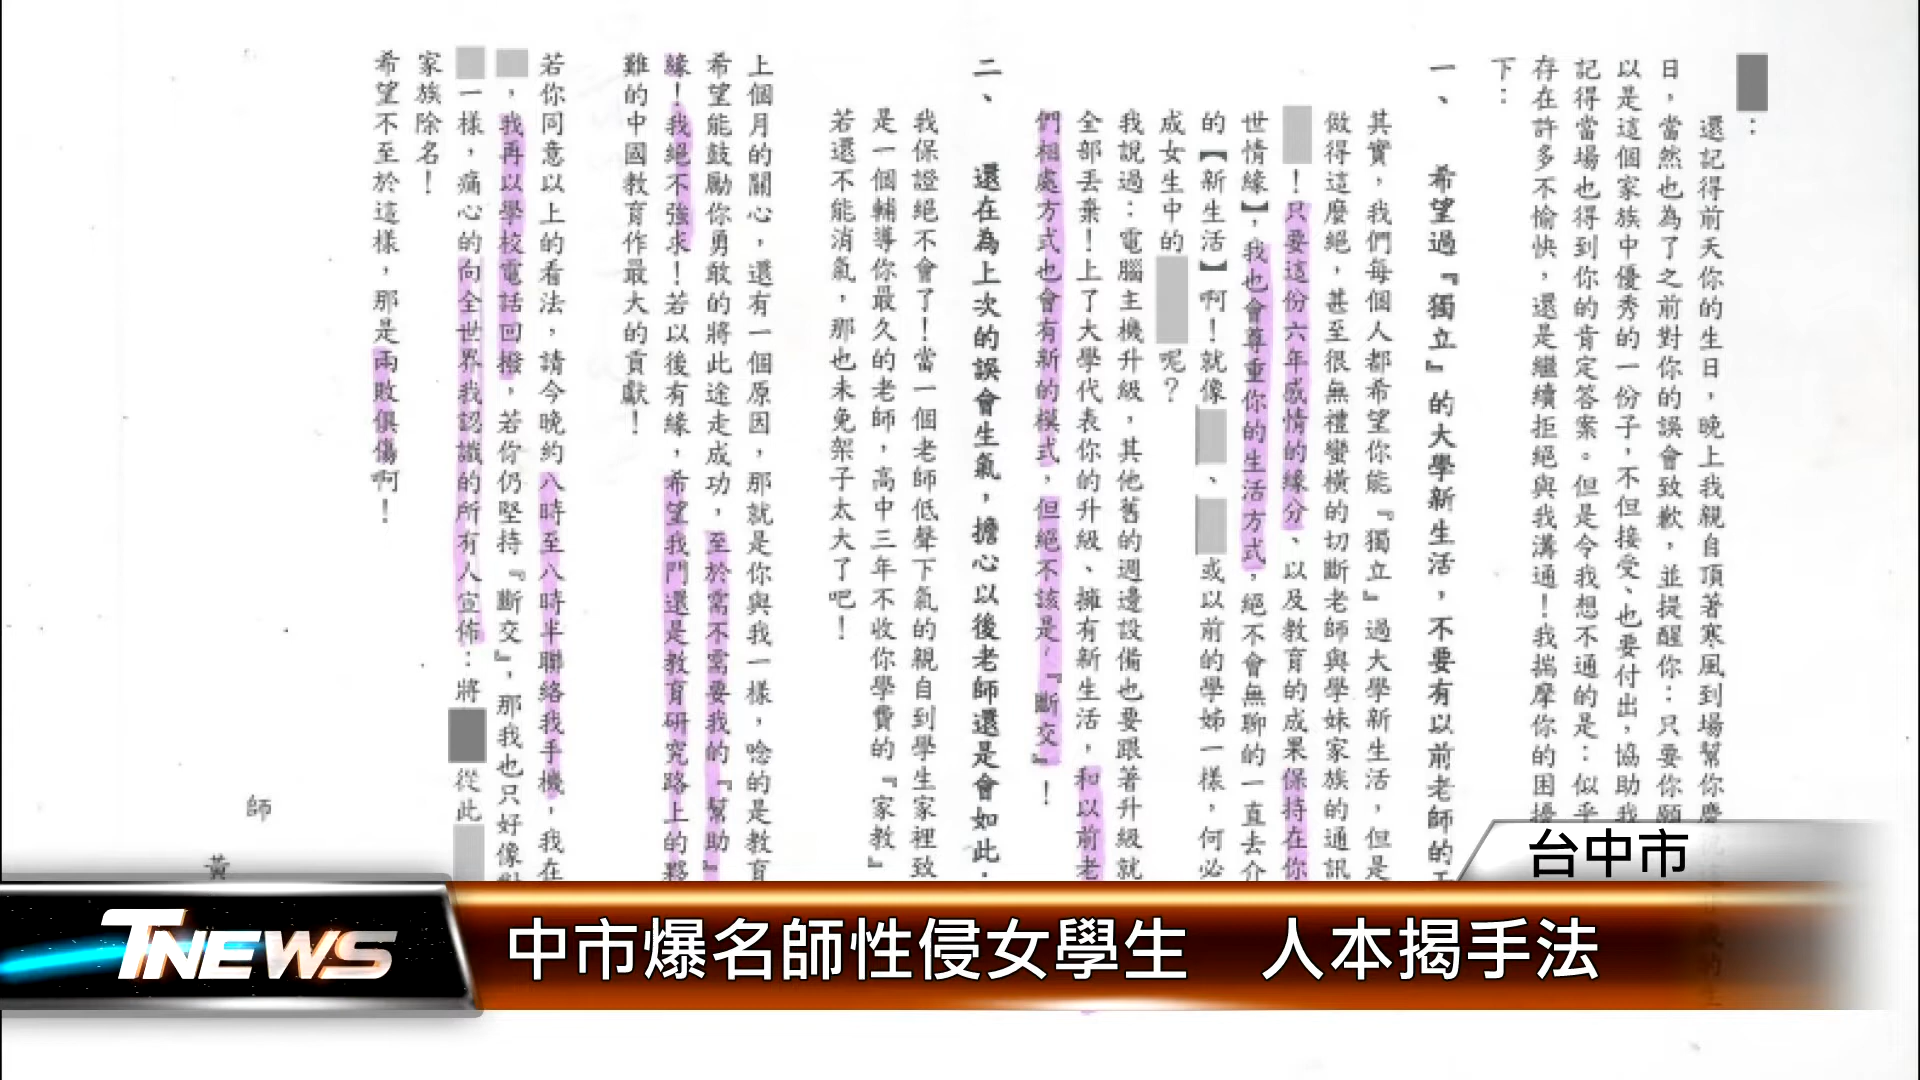 ：
還記得前天你的生日，晚上我親自頂著寒風到場幫你慶
日，當然也為了之前對你的誤會致歉，並提醒你：只要你願
以是這個家族中優秀的一份子，不但接受、也要付出，協助我
記得當場也得到你的肯定答案。但是令我想不通的是：似乎
存在許多不愉快，還是繼續拒絕與我溝通！我揣摩你的困擾
下：
一、　希望過『獨立』的大學新生活，不要有以前老師的
其實，我們每個人都希望你能『獨立』過大學新生活，但是
做得這麼絕，甚至很無禮蠻橫的切斷老師與學妹家族的通訊
！只要這份六年感情的緣分、以及教育的成果保持在你
世情緣】，我也會尊重你的生活方式，絕不會無聊的一直去介
的【新生活】啊！就像　、　或以前的學姊一樣，何必
成女生中的　呢？
我說過：電腦主機升級，其他舊的週邊設備也要跟著升級就
全部丟棄！上了大學代表你的升級、擁有新生活，和以前老
們相處方式也會有新的模式，但絕不該是『斷交』！
二、　還在為上次的誤會生氣，擔心以後老師還是會如此．
我保證絕不會了！當一個老師低聲下氣的親自到學生家裡致
是一個輔導你最久的老師，高中三年不收你學費的『家教』
若還不能消氣，那也未免架子太大了吧！
上個月的關心，還有一個原因，那就是你與我一樣，唸的是教育
希望能鼓勵你勇敢的將此途走成功，至於需不需要我的『幫助』
緣！我絕不強求！若以後有緣，希望我門還是教育研究路上的夥
難的中國教育作最大的貢獻！
若你同意以上的看法，請今晚約八時至八時半聯絡我手機，我在
，我再以學校電話回撥，若你仍堅持『斷交』，那我也只好像對
一樣，痛心的向全世界我認識的所有人宣佈：將　從此
家族除名！
希望不至於這樣，那是兩敗俱傷啊！
師
黃
台中市
TNEWS
中市爆名師性侵女學生　人本揭手法